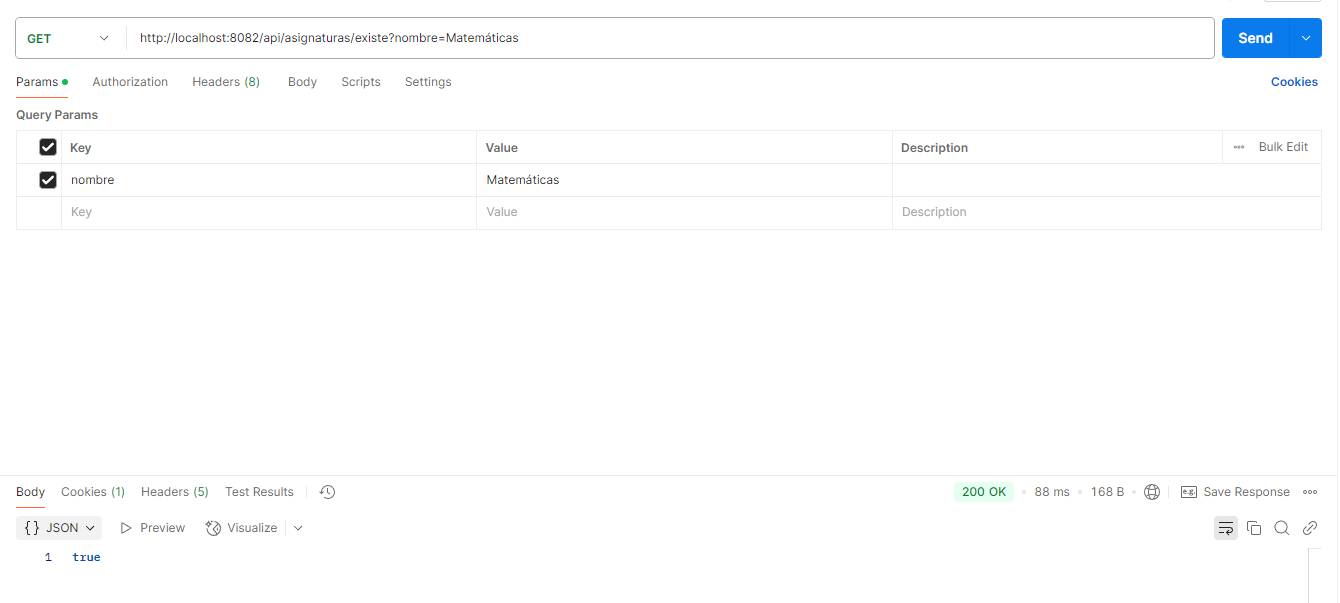 GET http://localhost:8082/api/asignaturas/existe?nombre=Matemáticas Send
Params Authorization Headers (8) Body Scripts Settings Cookies
Query Params
Key Value Description Bulk Edit
nombre Matemáticas
Key Value Description
Body Cookies (1) Headers (5) Test Results 200 OK 88 ms 168 B e.g. Save Response
{} JSON Preview Visualize
1 true